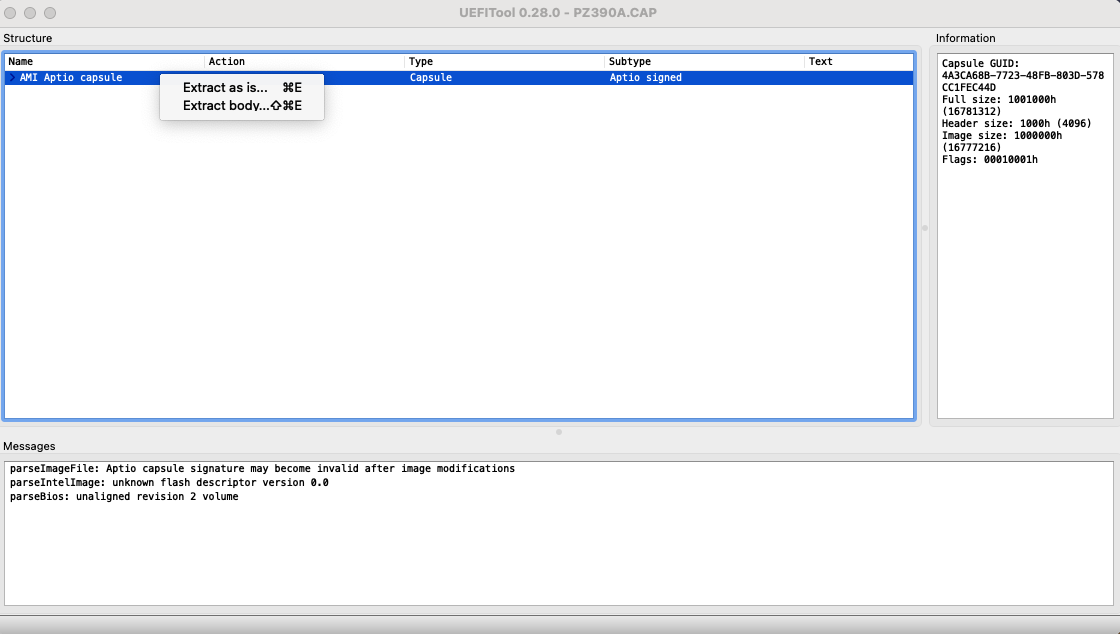 UEFITool 0.28.0 - PZ390A.CAP
Structure
Name Action Type Subtype Text
> AMI Aptio capsule Capsule Aptio signed
Extract as is... ⌘E
Extract body...⇧⌘E
Information
Capsule GUID:
4A3CA68B-7723-48FB-803D-578
CC1FEC44D
Full size: 1001000h
(16781312)
Header size: 1000h (4096)
Image size: 1000000h
(16777216)
Flags: 00010001h
Messages
parseImageFile: Aptio capsule signature may become invalid after image modifications
parseIntelImage: unknown flash descriptor version 0.0
parseBios: unaligned revision 2 volume